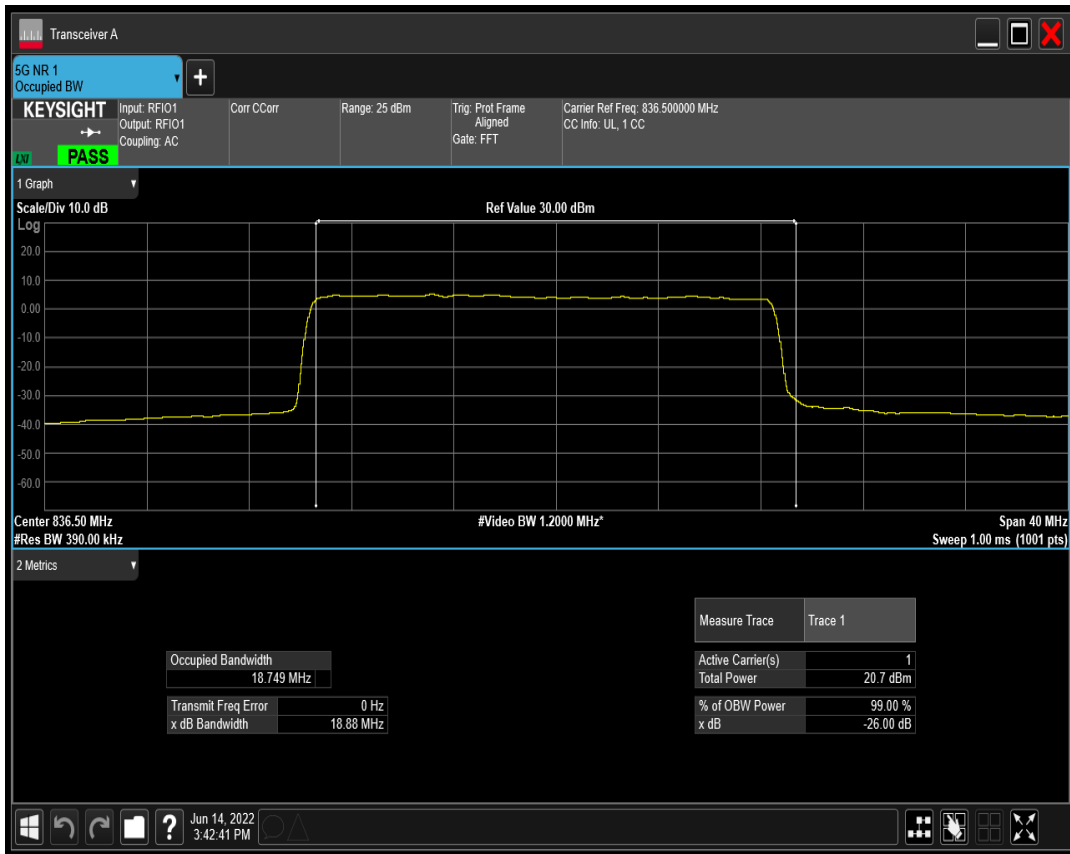 Transceiver A
5G NR 1
Occupied BW
+
KEYSIGHT
LXI
PASS
Input: RFIO1
Output: RFIO1
Coupling: AC
Corr CCorr
Range: 25 dBm
Trig: Prot Frame
Aligned
Gate: FFT
Carrier Ref Freq: 836.500000 MHz
CC Info: UL, 1 CC
1 Graph
Scale/Div 10.0 dB
Ref Value 30.00 dBm
Log
20.0
10.0
0.00
-10.0
-20.0
-30.0
-40.0
-50.0
-60.0
Center 836.50 MHz
#Video BW 1.2000 MHz*
Span 40 MHz
#Res BW 390.00 kHz
Sweep 1.00 ms (1001 pts)
2 Metrics
Measure Trace Trace 1
Occupied Bandwidth
18.749 MHz
Active Carrier(s) 1
Total Power 20.7 dBm
Transmit Freq Error 0 Hz
x dB Bandwidth 18.88 MHz
% of OBW Power 99.00 %
x dB -26.00 dB
?
Jun 14, 2022
3:42:41 PM